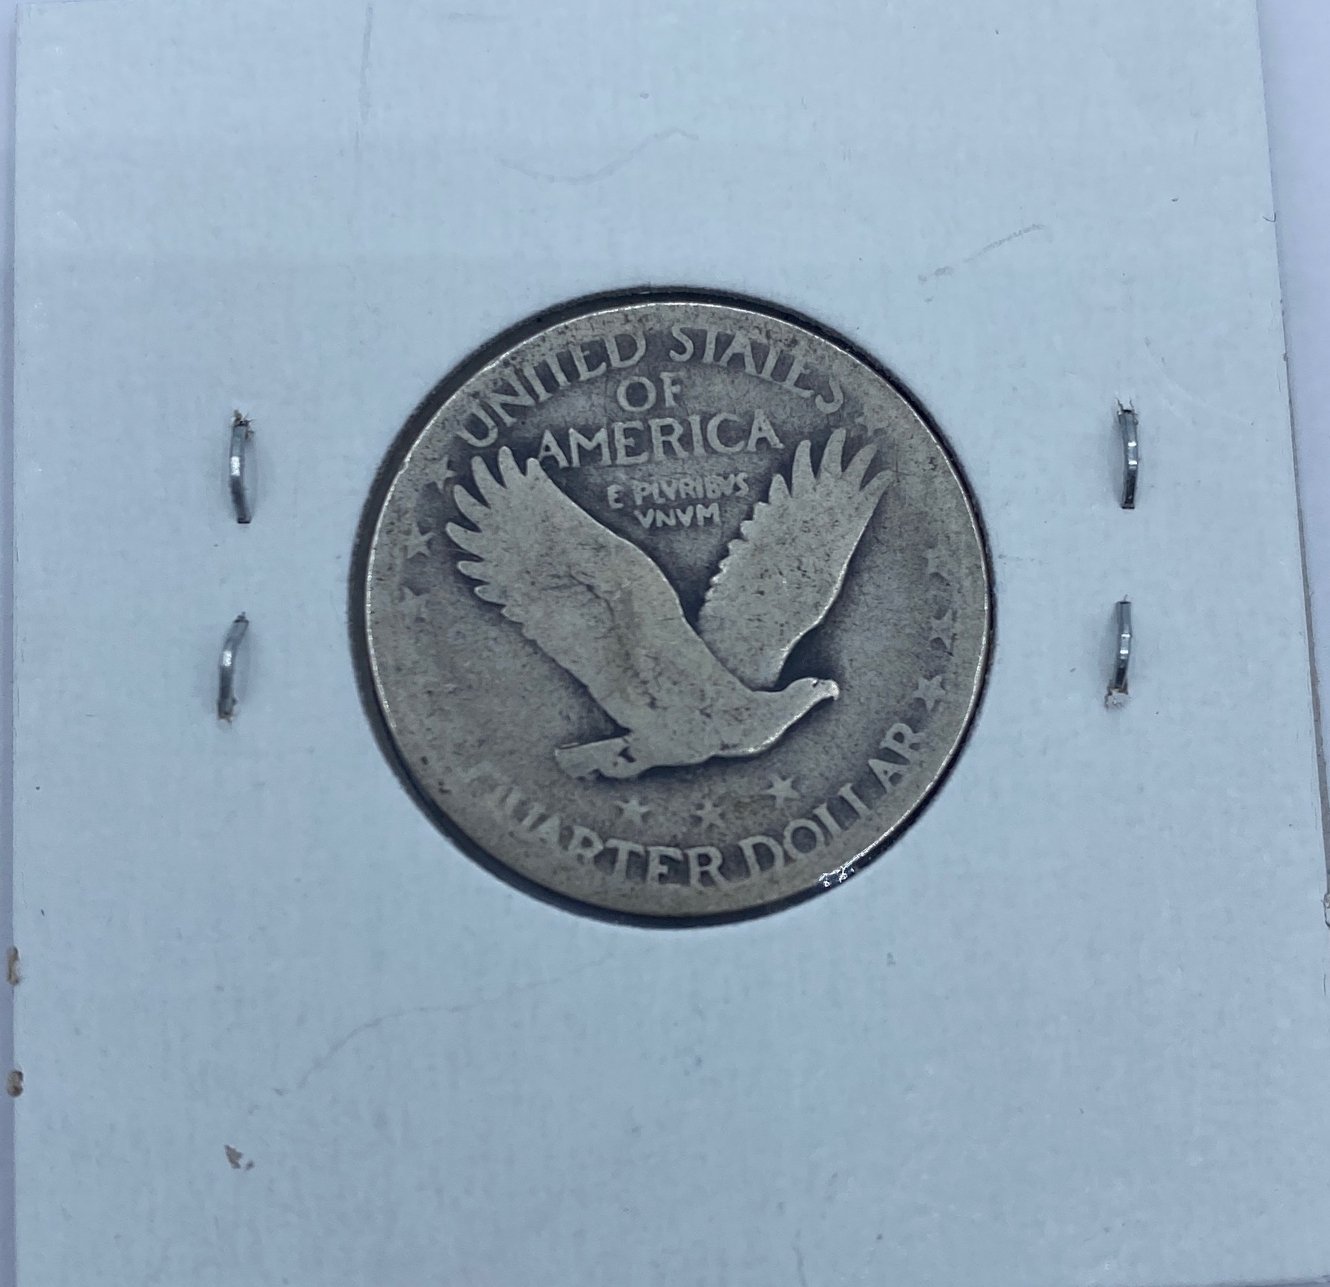 UNITED STATES
OF
AMERICA
E PLVRIBVS
VNVM
QUARTER DOLLAR